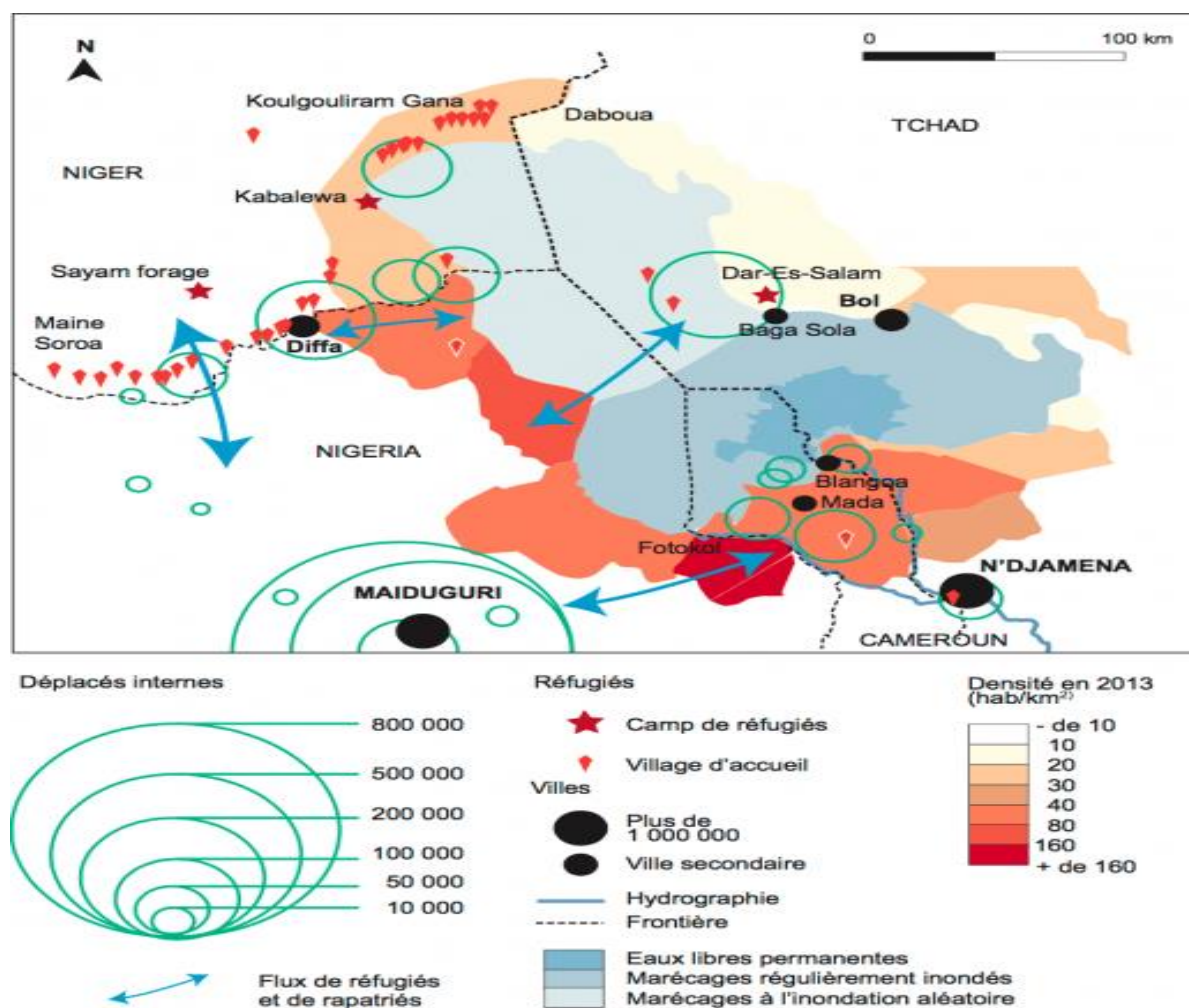 N
0 100 km
Koulgouliram Gana
Daboua
TCHAD
NIGER
Kabalewa
Sayam forage
Dar-Es-Salam
Bol
Baga Sola
Maine
Soroa
Diffa
NIGERIA
Blangoa
Mada
Fotokol
N'DJAMENA
MAIDUGURI
CAMEROUN
Déplacés internes
800 000
500 000
200 000
100 000
50 000
10 000
Flux de réfugiés
et de rapatriés
Réfugiés
Camp de réfugiés
Village d'accueil
Villes
Plus de
1 000 000
Ville secondaire
Hydrographie
Frontière
Eaux libres permanentes
Marécages régulièrement inondés
Marécages à l'inondation aléatoire
Densité en 2013
(hab/km²)
- de 10
10
20
30
40
80
160
+ de 160